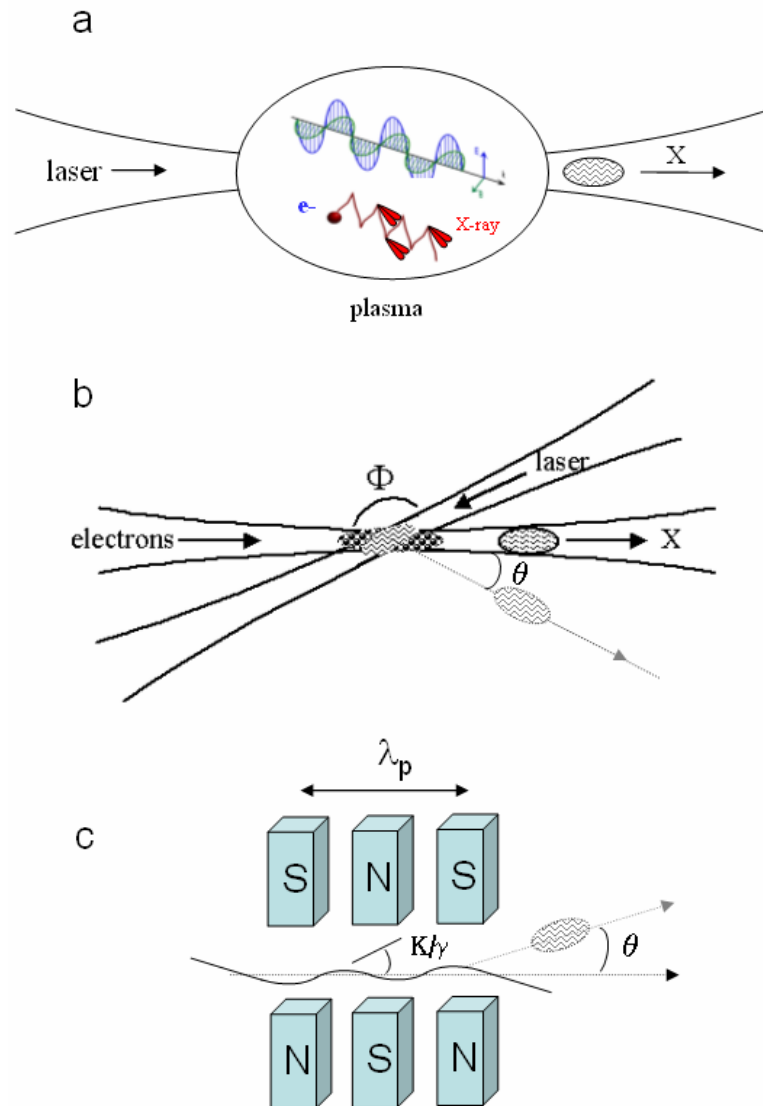 a
laser
X
e-
X-ray
plasma
b
laser
Φ
electrons
X
θ
λp
c
S N S
K/γ
θ
N S N